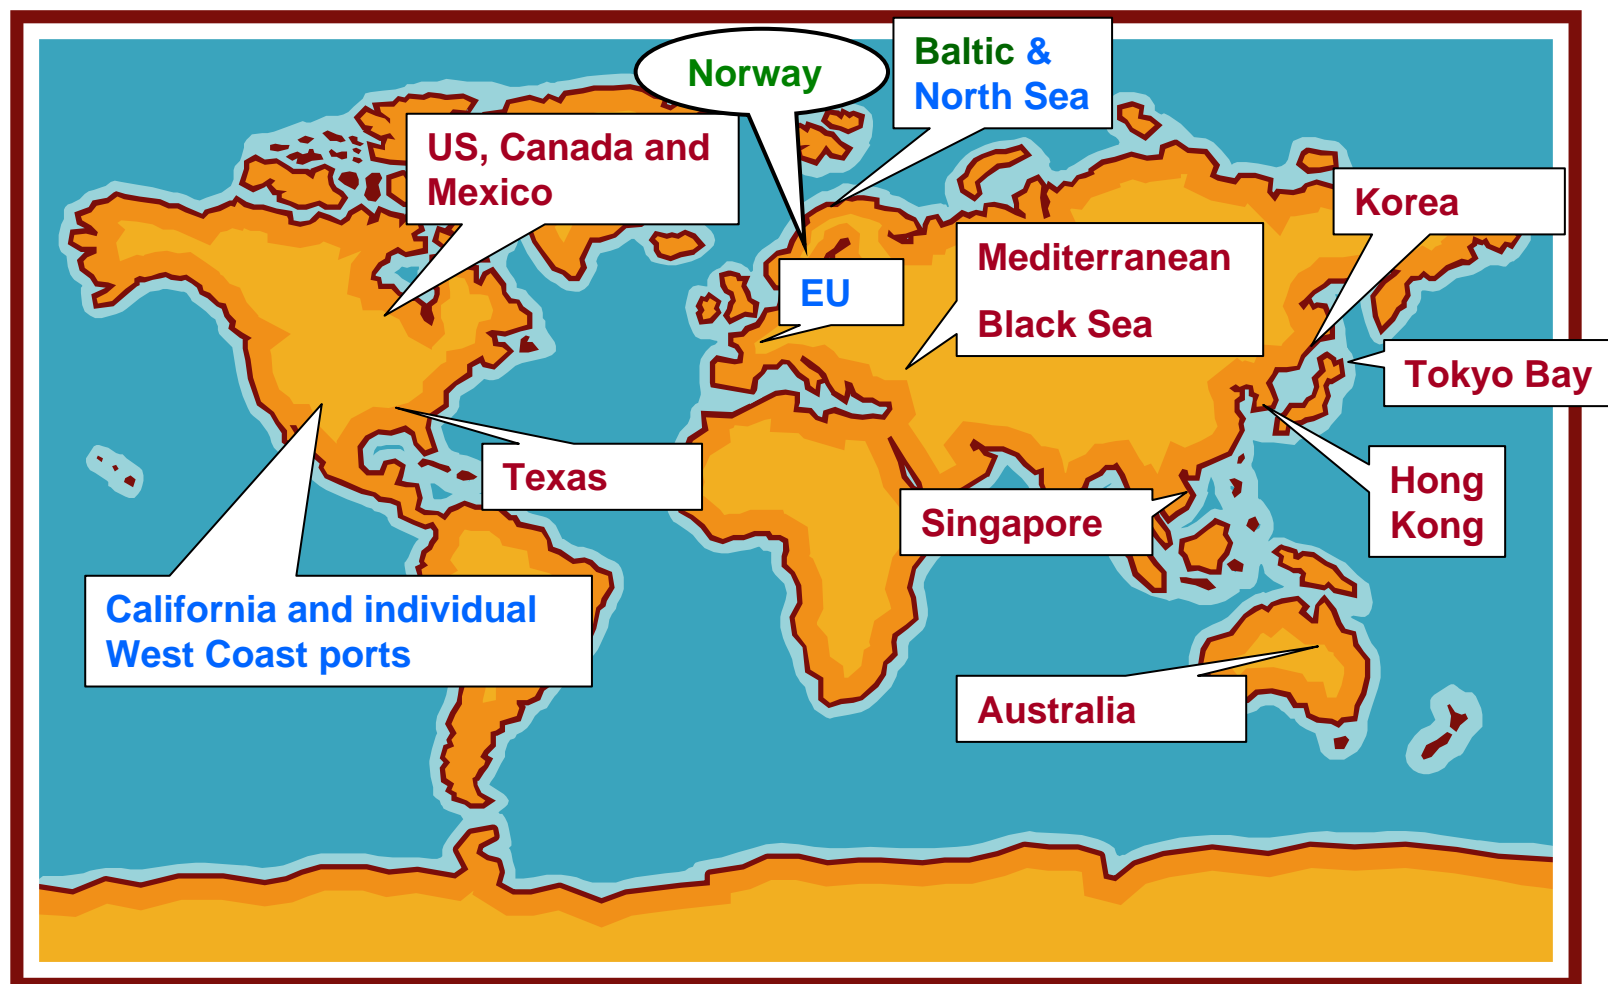 Norway
Baltic &
North Sea
US, Canada and
Mexico
Korea
Mediterranean
Black Sea
EU
Tokyo Bay
Texas
Hong
Kong
Singapore
California and individual
West Coast ports
Australia